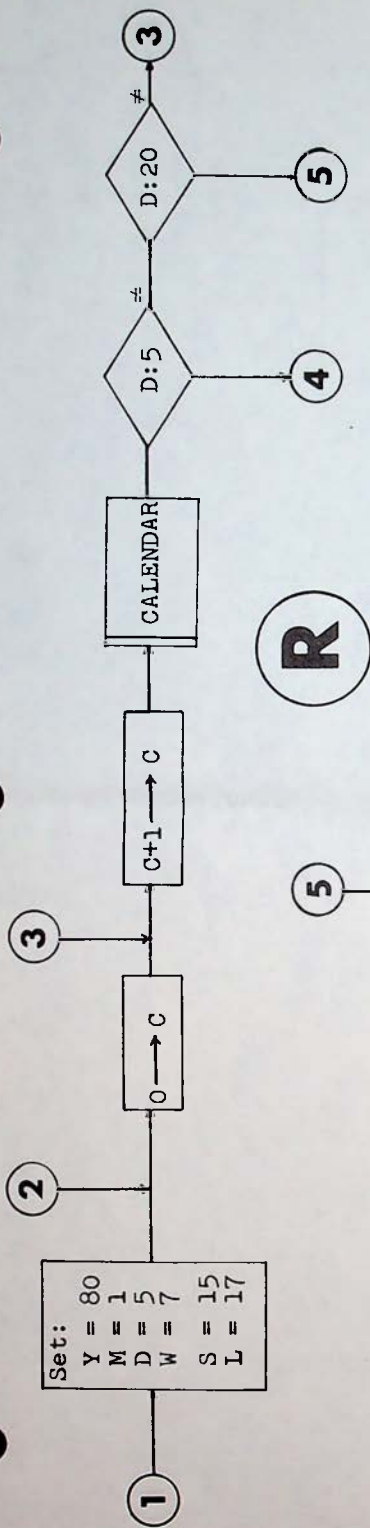 1
Set:
Y = 80
M = 1
D = 5
W = 7
S = 15
L = 17
2
0 → C
3
C+1 → C
CALENDAR
D:5
≠
4
D:20
≠
3
5
R
5